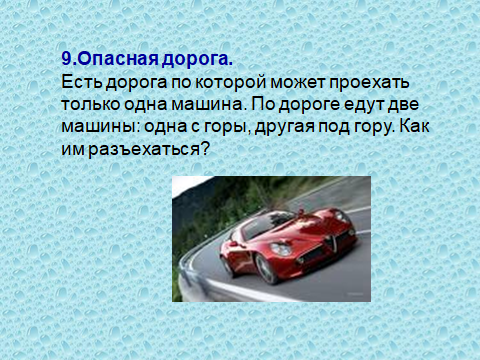 9.Опасная дорога.
Есть дорога по которой может проехать
только одна машина. По дороге едут две
машины: одна с горы, другая под гору. Как
им разъехаться?